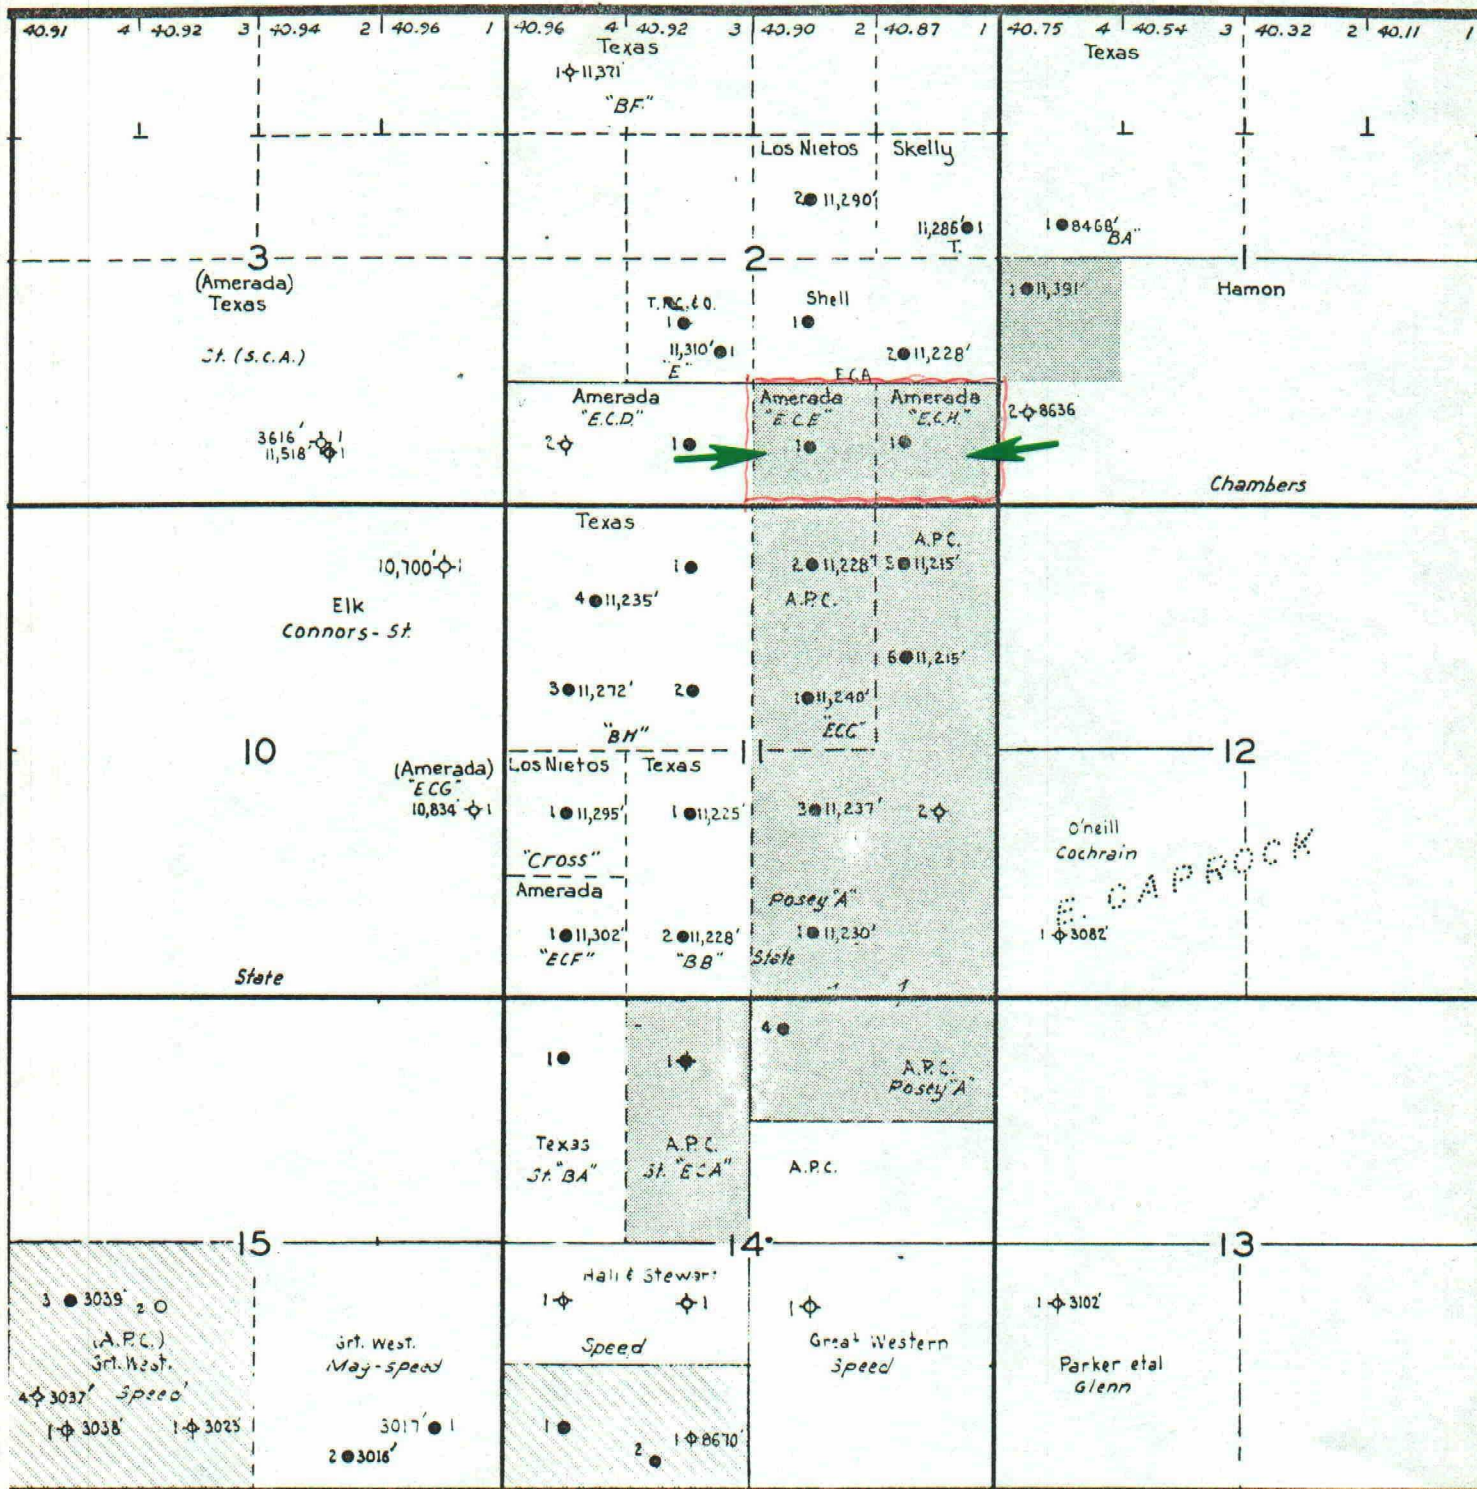 40.91 4 40.92 3 40.94 2 40.96 1 40.96 4 40.92 3 40.90 2 40.87 1 40.75 4 40.54 3 40.32 2 40.11 1
Texas
Texas
1 11,371'
"BF"
Los Nietos
Skelly
2 11,290'
11,286' 1
T.
1 8468'
"BA"
3
2
1
(Amerada)
Texas
St. (S.C.A.)
T.P.C.&O.
1
11,310' 1
"E"
Shell
1
2 11,228'
E.C.A.
1 11,391'
Hamon
Amerada
"E.C.D."
2
1
Amerada
"E.C.E"
1
Amerada
"E.C.H."
1
2 8636
3616' 1
11,518' 1
Chambers
Texas
A.P.C.
10,700' 1
1
2 11,228'
5 11,215'
4 11,235'
A.P.C.
Elk
Connors - St.
6 11,215'
3 11,272'
2
1 11,240'
"BH"
"ECC"
10
11
12
(Amerada)
"ECG"
10,834' 1
Los Nietos
Texas
1 11,295'
1 11,225'
3 11,237'
2
O'neill
Cochrain
"Cross"
E. CAPROCK
Amerada
Posey "A"
1 11,302'
"ECF"
2 11,228'
"BB"
1 11,230'
State
1 3082'
State
1
1
4
A.P.C.
Posey "A"
Texas
St. "BA"
A.P.C.
St. "ECA"
A.P.C.
15
14
13
Hall & Stewart
3 3039'
2
1
1
1
1 3102'
(A.P.C.)
Grt. West.
Speed
Grt. West.
Mag-speed
Speed
Great Western
Speed
Parker etal
Glenn
4 3037'
1 3038'
1 3023
3017' 1
2 3018'
1
2
1 8670'